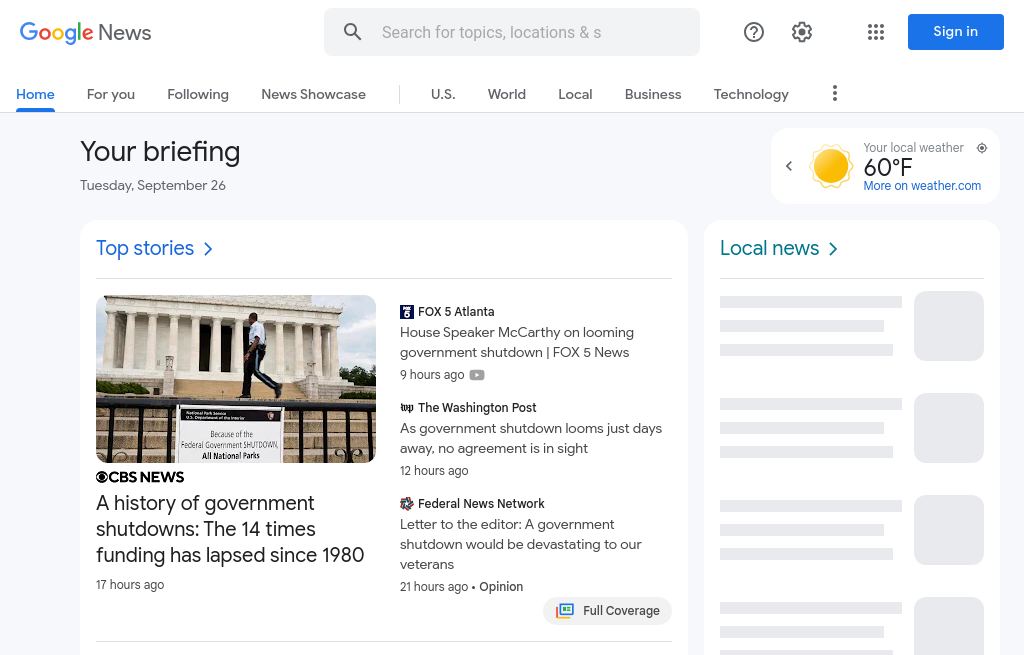 Google News
Search for topics, locations & s
Sign in
Home
For you
Following
News Showcase
U.S.
World
Local
Business
Technology
Your briefing
Tuesday, September 26
Your local weather
60°F
More on weather.com
Top stories
Local news
National Park Service
U.S. Department of the Interior
Because of the
Federal Government SHUTDOWN,
All National Parks
CBS NEWS
A history of government
shutdowns: The 14 times
funding has lapsed since 1980
17 hours ago
FOX 5 Atlanta
House Speaker McCarthy on looming
government shutdown | FOX 5 News
9 hours ago
wp The Washington Post
As government shutdown looms just days
away, no agreement is in sight
12 hours ago
Federal News Network
Letter to the editor: A government
shutdown would be devastating to our
veterans
21 hours ago • Opinion
Full Coverage